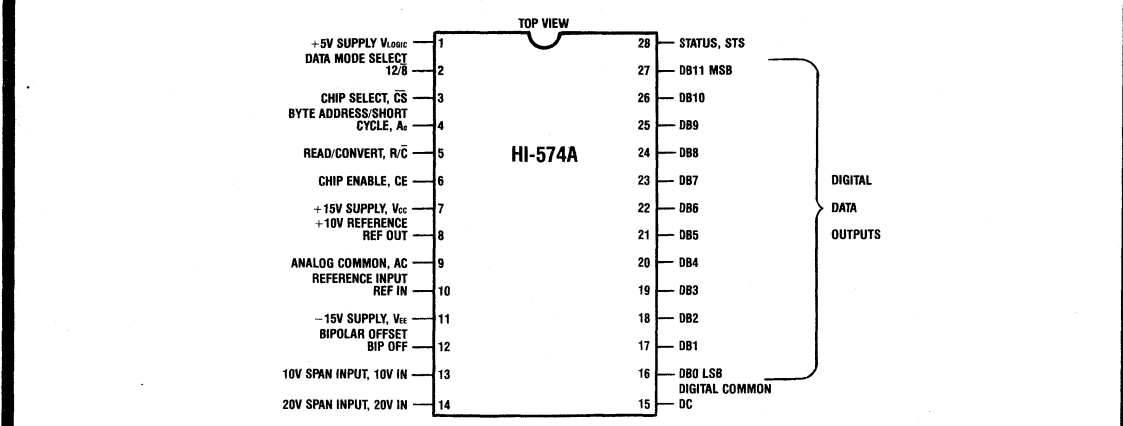 TOP VIEW
+5V SUPPLY VLOGIC 1
DATA MODE SELECT
12/8̅ 2
CHIP SELECT, C̅S̅ 3
BYTE ADDRESS/SHORT
CYCLE, Ao 4
READ/CONVERT, R/C̅ 5
CHIP ENABLE, CE 6
+15V SUPPLY, Vcc 7
+10V REFERENCE
REF OUT 8
ANALOG COMMON, AC 9
REFERENCE INPUT
REF IN 10
−15V SUPPLY, VEE 11
BIPOLAR OFFSET
BIP OFF 12
10V SPAN INPUT, 10V IN 13
20V SPAN INPUT, 20V IN 14
HI-574A
28 STATUS, STS
27 DB11 MSB
26 DB10
25 DB9
24 DB8
23 DB7
22 DB6
21 DB5
20 DB4
19 DB3
18 DB2
17 DB1
16 DB0 LSB
DIGITAL COMMON
15 DC
DIGITAL
DATA
OUTPUTS